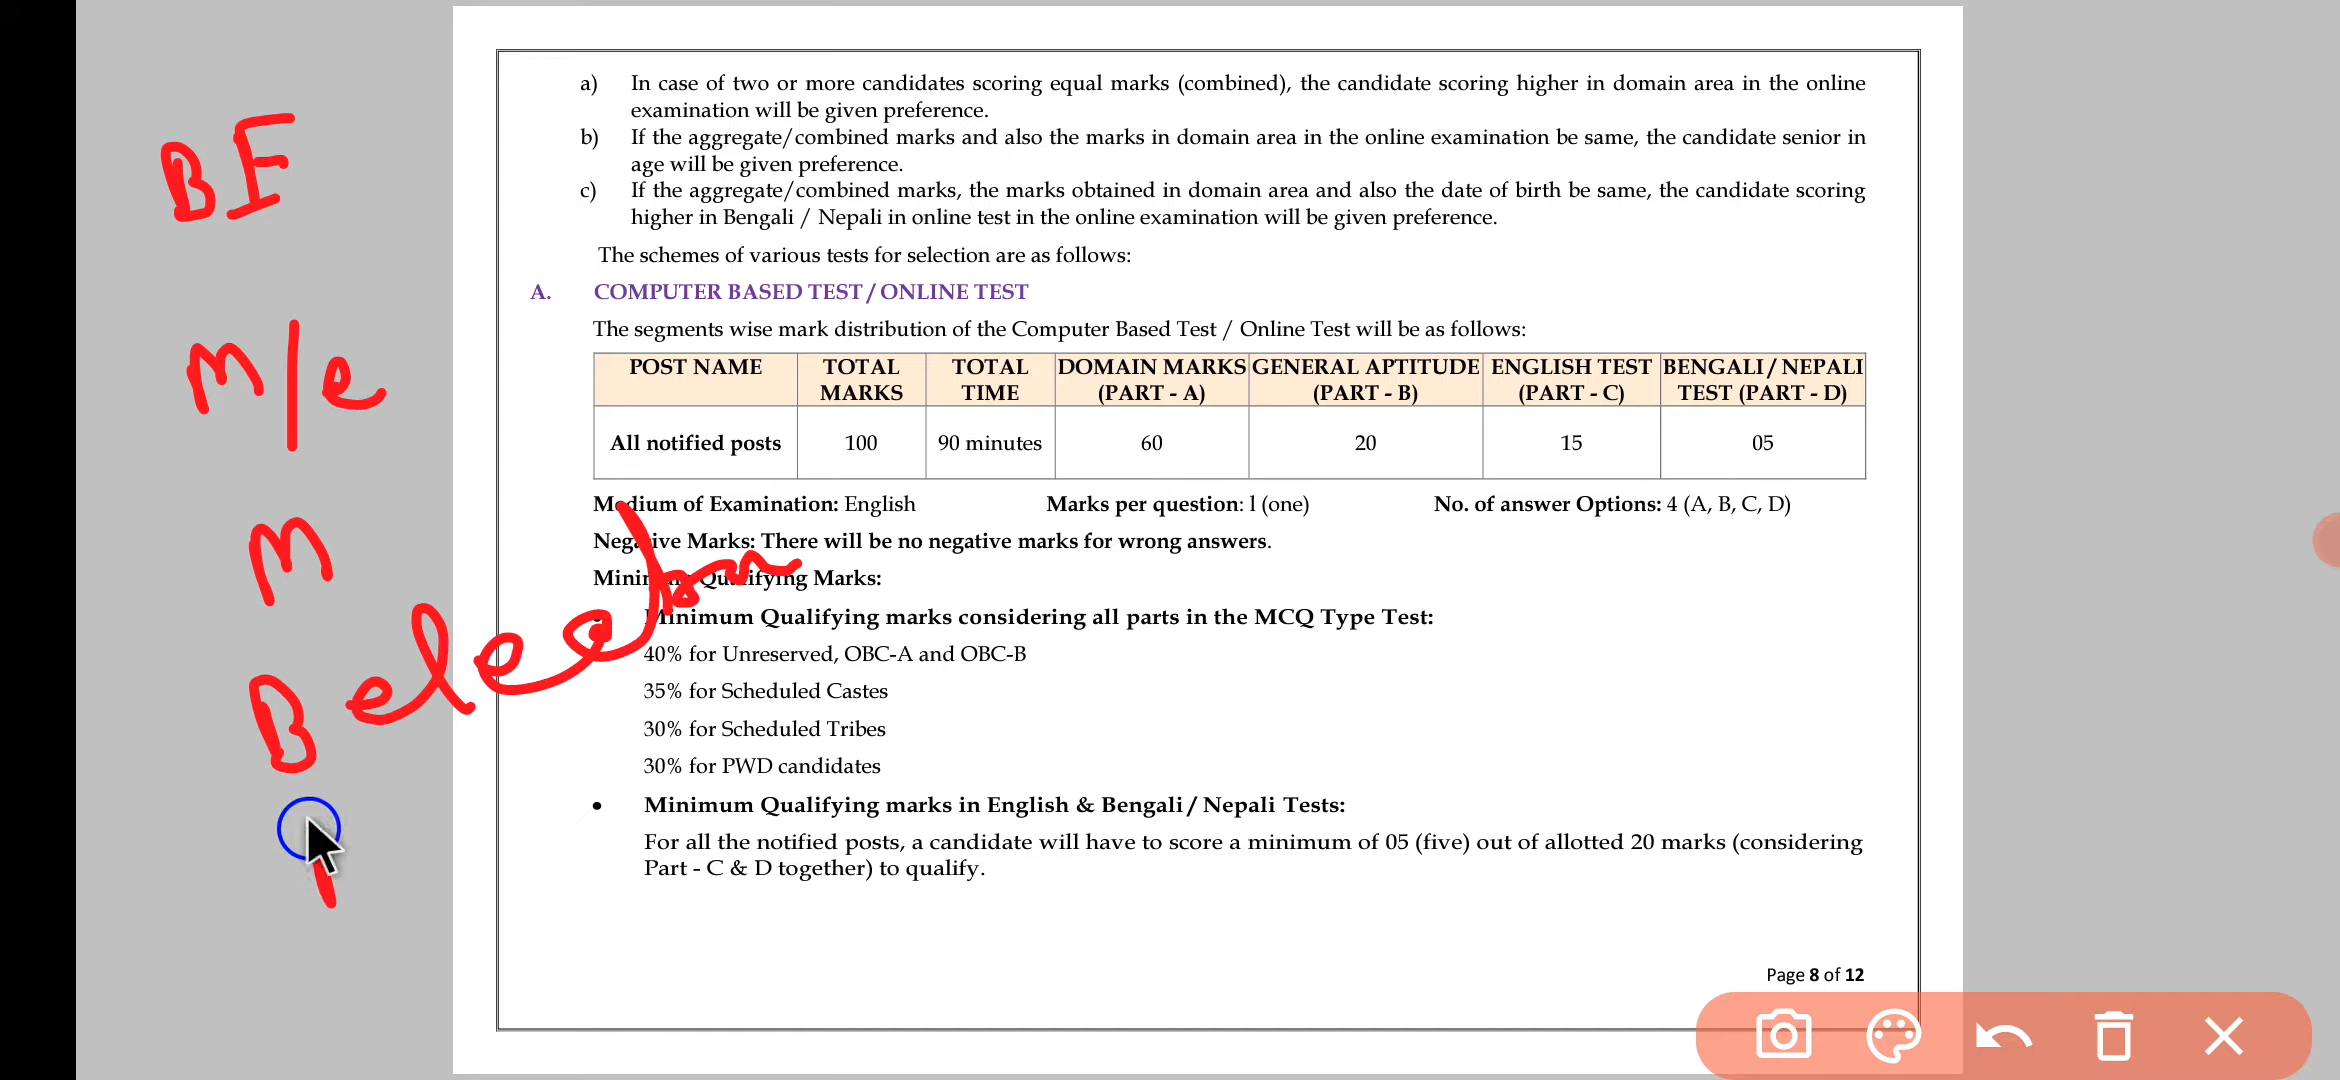 a) In case of two or more candidates scoring equal marks (combined), the candidate scoring higher in domain area in the online
examination will be given preference.
b) If the aggregate/combined marks and also the marks in domain area in the online examination be same, the candidate senior in
age will be given preference.
c) If the aggregate/combined marks, the marks obtained in domain area and also the date of birth be same, the candidate scoring
higher in Bengali / Nepali in online test in the online examination will be given preference.
The schemes of various tests for selection are as follows:
A. COMPUTER BASED TEST / ONLINE TEST
The segments wise mark distribution of the Computer Based Test / Online Test will be as follows:
POST NAME TOTAL MARKS TOTAL TIME DOMAIN MARKS (PART - A) GENERAL APTITUDE (PART - B) ENGLISH TEST (PART - C) BENGALI / NEPALI TEST (PART - D)
All notified posts 100 90 minutes 60 20 15 05
Medium of Examination: English Marks per question: 1 (one) No. of answer Options: 4 (A, B, C, D)
Negative Marks: There will be no negative marks for wrong answers.
Minimum Qualifying Marks:
Minimum Qualifying marks considering all parts in the MCQ Type Test:
40% for Unreserved, OBC-A and OBC-B
35% for Scheduled Castes
30% for Scheduled Tribes
30% for PWD candidates
• Minimum Qualifying marks in English & Bengali / Nepali Tests:
For all the notified posts, a candidate will have to score a minimum of 05 (five) out of allotted 20 marks (considering
Part - C & D together) to qualify.
Page 8 of 12
BE
M/e
M
B